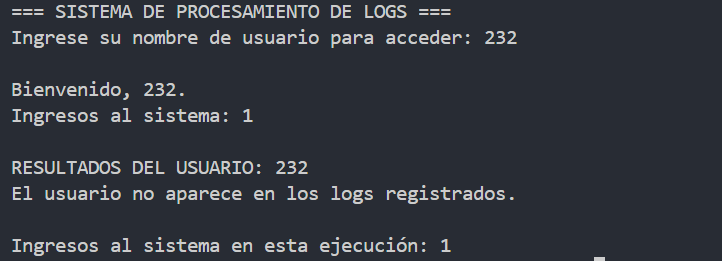 === SISTEMA DE PROCESAMIENTO DE LOGS ===
Ingrese su nombre de usuario para acceder: 232
Bienvenido, 232.
Ingresos al sistema: 1
RESULTADOS DEL USUARIO: 232
El usuario no aparece en los logs registrados.
Ingresos al sistema en esta ejecución: 1